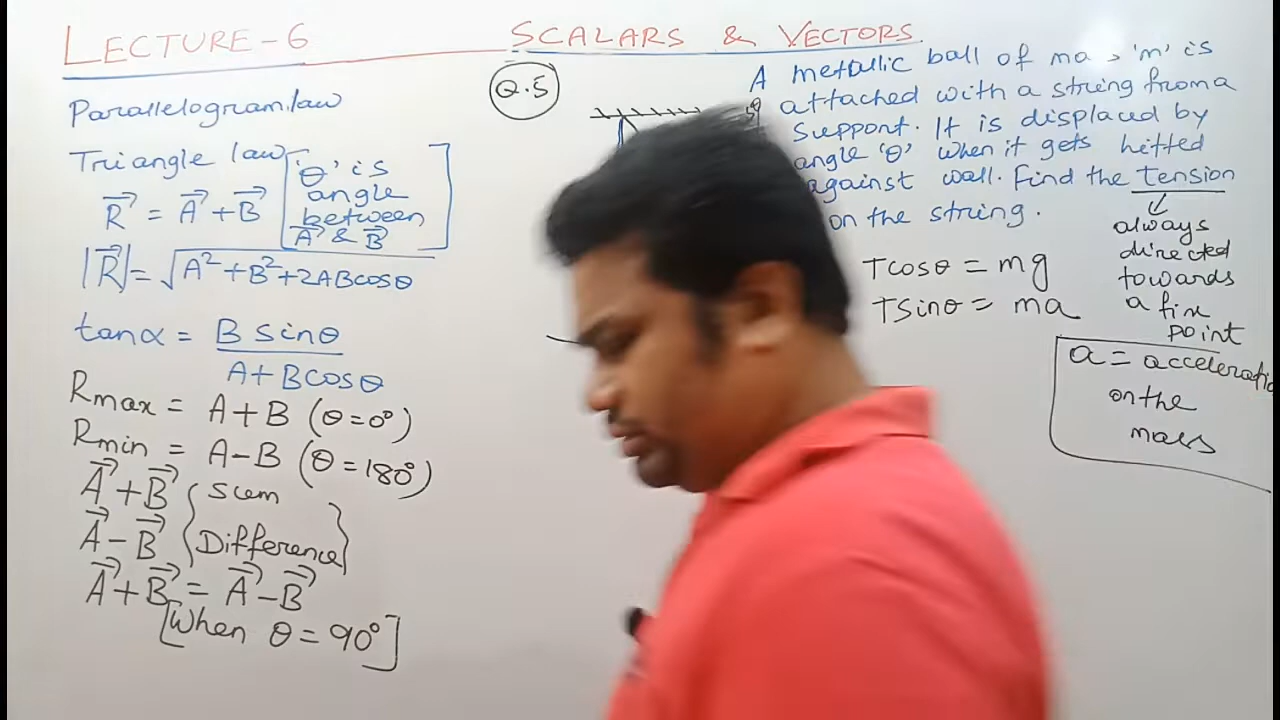 LECTURE-6
SCALARS & VECTORS
Parallelogram law
Triangle law
['θ' is
angle
between
A⃗ & B⃗]
R⃗ = A⃗ + B⃗
|R⃗| = √A²+B²+2ABcosθ
tanα = B sinθ / A+Bcosθ
Rmax = A+B (θ=0°)
Rmin = A-B (θ=180°)
A⃗+B⃗ {Sum
A⃗-B⃗ {Difference}
A⃗+B⃗ = A⃗-B⃗
[When θ = 90°]
Q.5
A metallic ball of 'm' is
attached with a string from a
support. It is displaced by
angle 'θ' when it gets hitted
against wall. Find the tension
on the string.
always
directed
towards
a fix
point
Tcosθ = mg
Tsinθ = ma
a = 
on the
mass